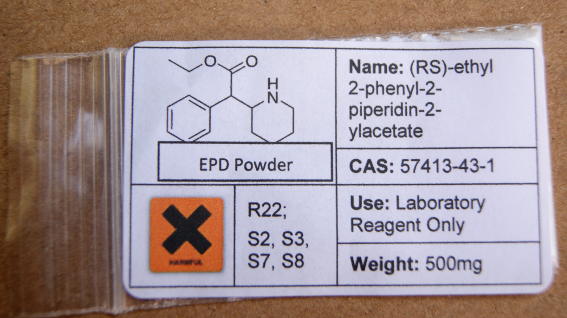 O
O
H
N
EPD Powder
Name: (RS)-ethyl
2-phenyl-2-
piperidin-2-
ylacetate
CAS: 57413-43-1
HARMFUL
R22;
S2, S3,
S7, S8
Use: Laboratory
Reagent Only
Weight: 500mg